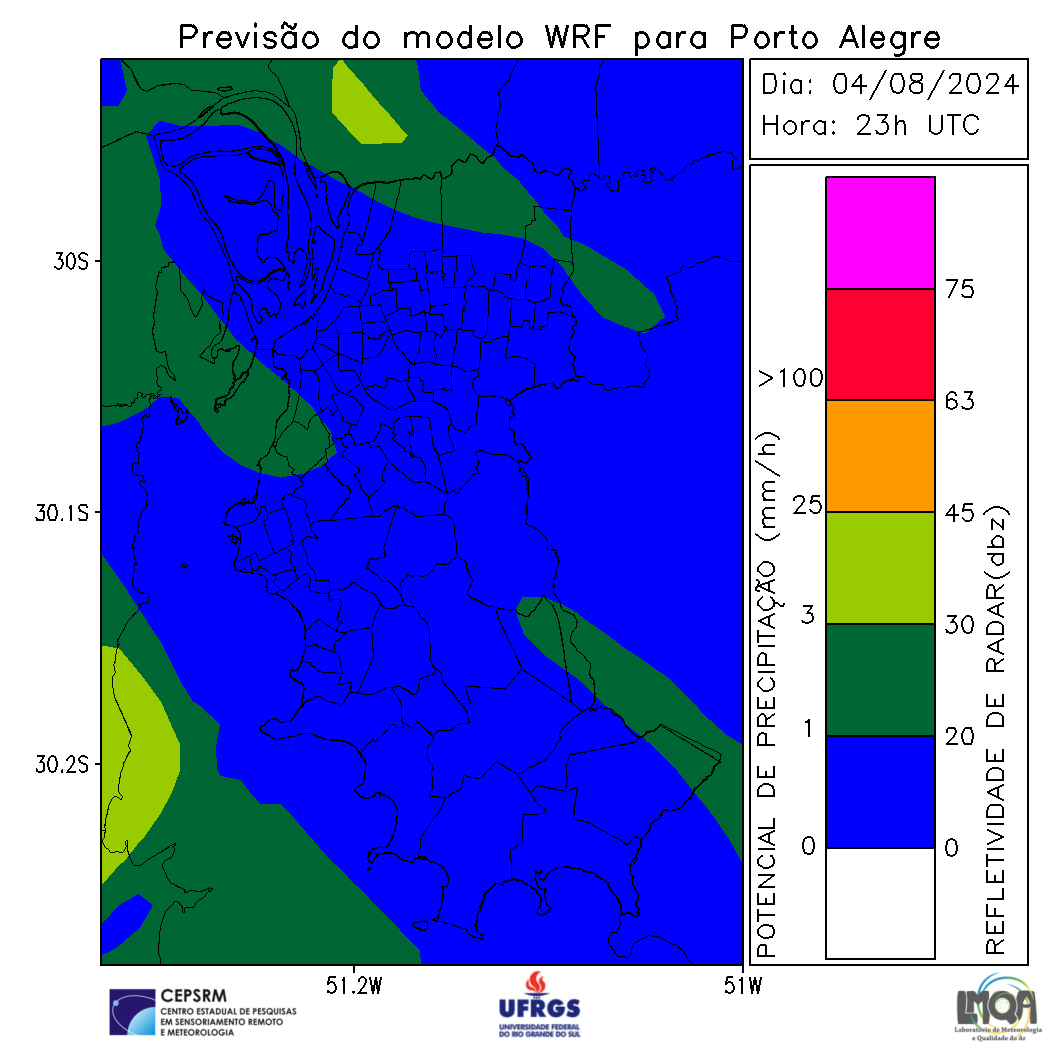 Previsão do modelo WRF para Porto Alegre
Dia: 04/08/2024
Hora: 23h UTC
30S
30.1S
30.2S
51.2W
51W
POTENCIAL DE PRECIPITAÇÃO (mm/h)
>100
25
3
1
0
75
63
45
30
20
0
REFLETIVIDADE DE RADAR(dbz)
CEPSRM
CENTRO ESTADUAL DE PESQUISAS
EM SENSORIAMENTO REMOTO
E METEOROLOGIA
UFRGS
UNIVERSIDADE FEDERAL
DO RIO GRANDE DO SUL
LMQA
Laboratório de Meteorologia
e Qualidade do Ar